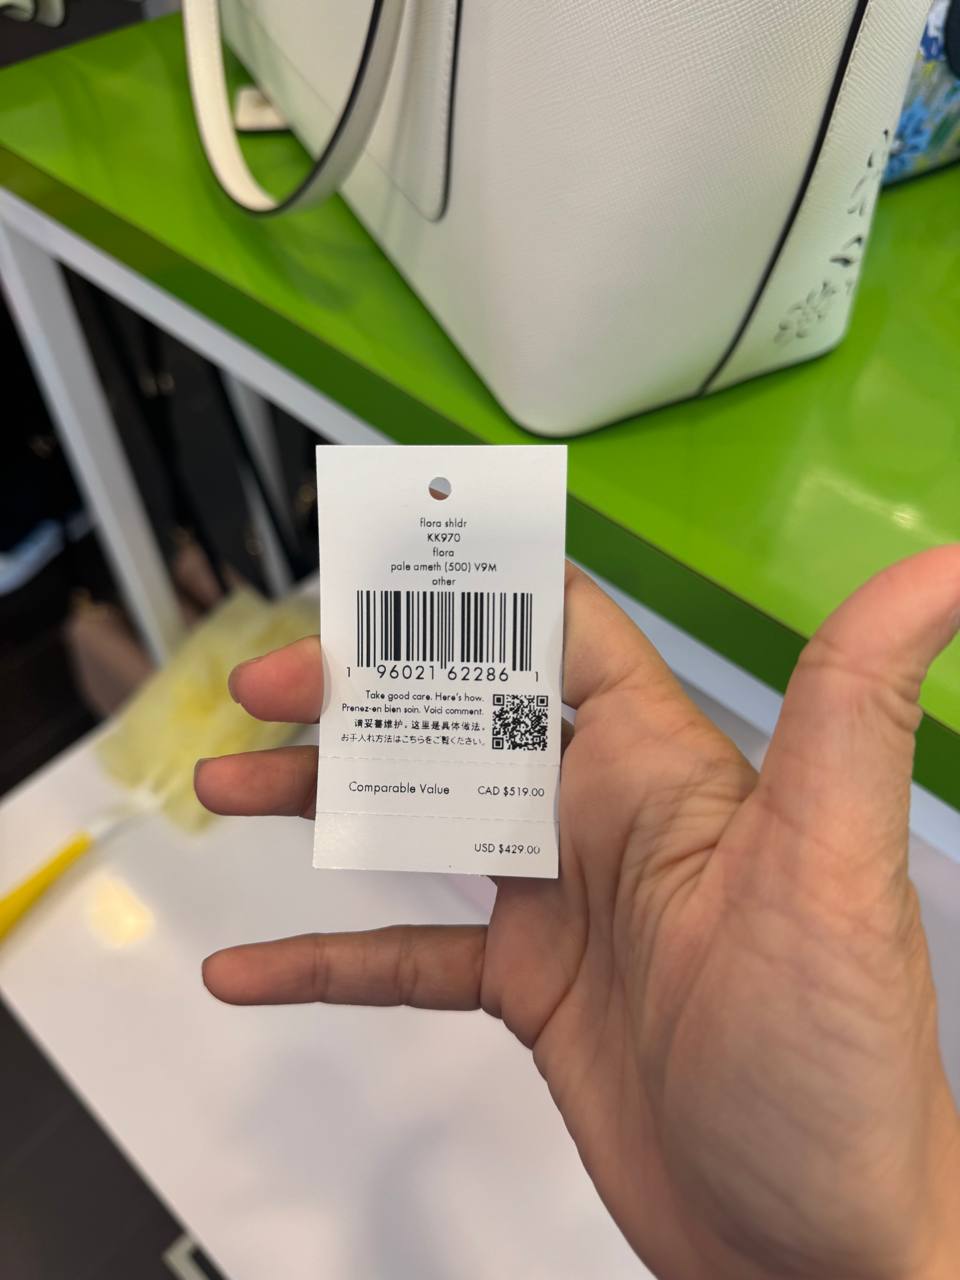 flora shldr
KK970
flora
pale ameth (500) V9M
other
1 96021 62286 1
Take good care. Here's how.
Prenez-en bien soin. Voici comment.
请妥善维护。这里是具体做法。
お手入れ方法はこちらをご覧ください。
Comparable Value CAD $519.00
USD $429.00